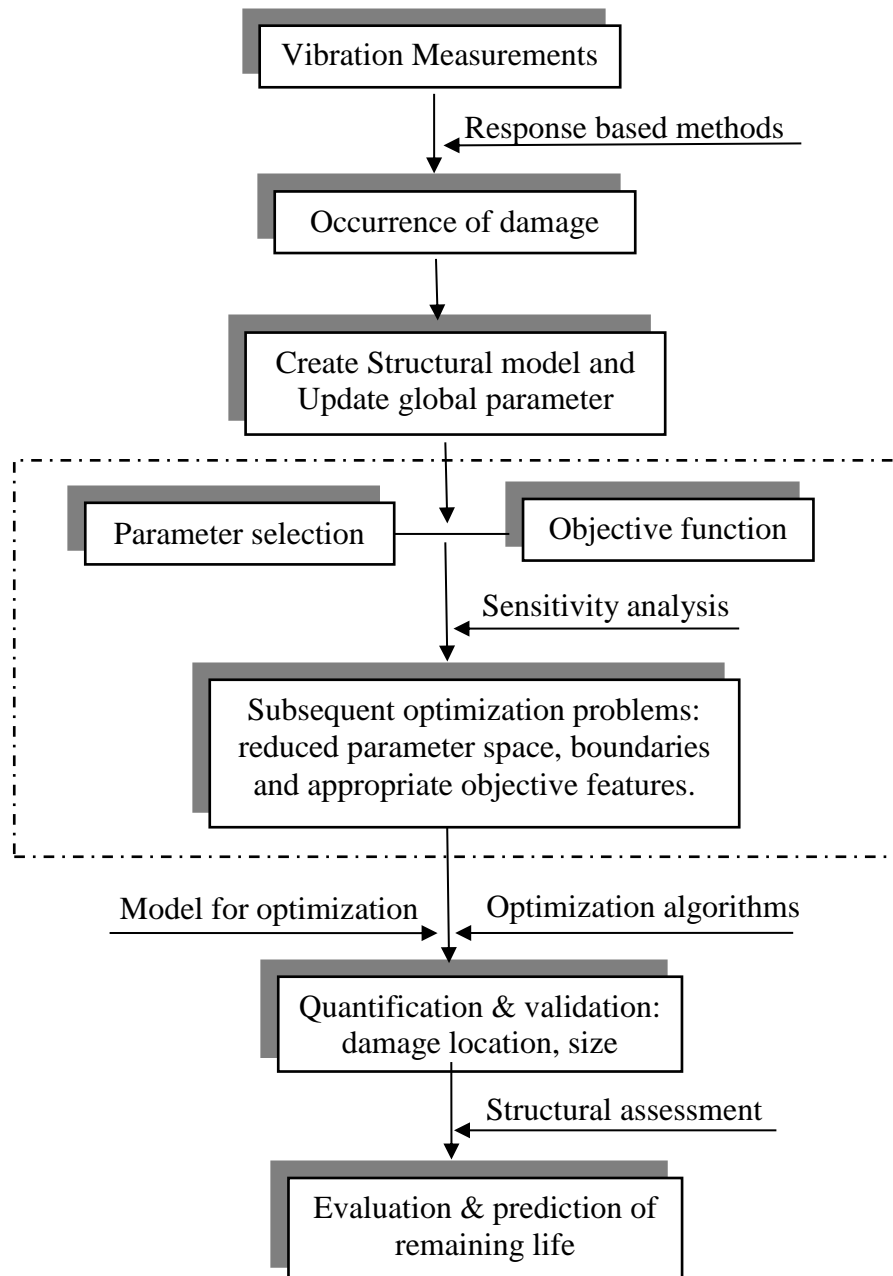 Vibration Measurements
Response based methods
Occurrence of damage
Create Structural model and
Update global parameter
Parameter selection
Objective function
Sensitivity analysis
Subsequent optimization problems:
reduced parameter space, boundaries
and appropriate objective features.
Model for optimization
Optimization algorithms
Quantification & validation:
damage location, size
Structural assessment
Evaluation & prediction of
remaining life